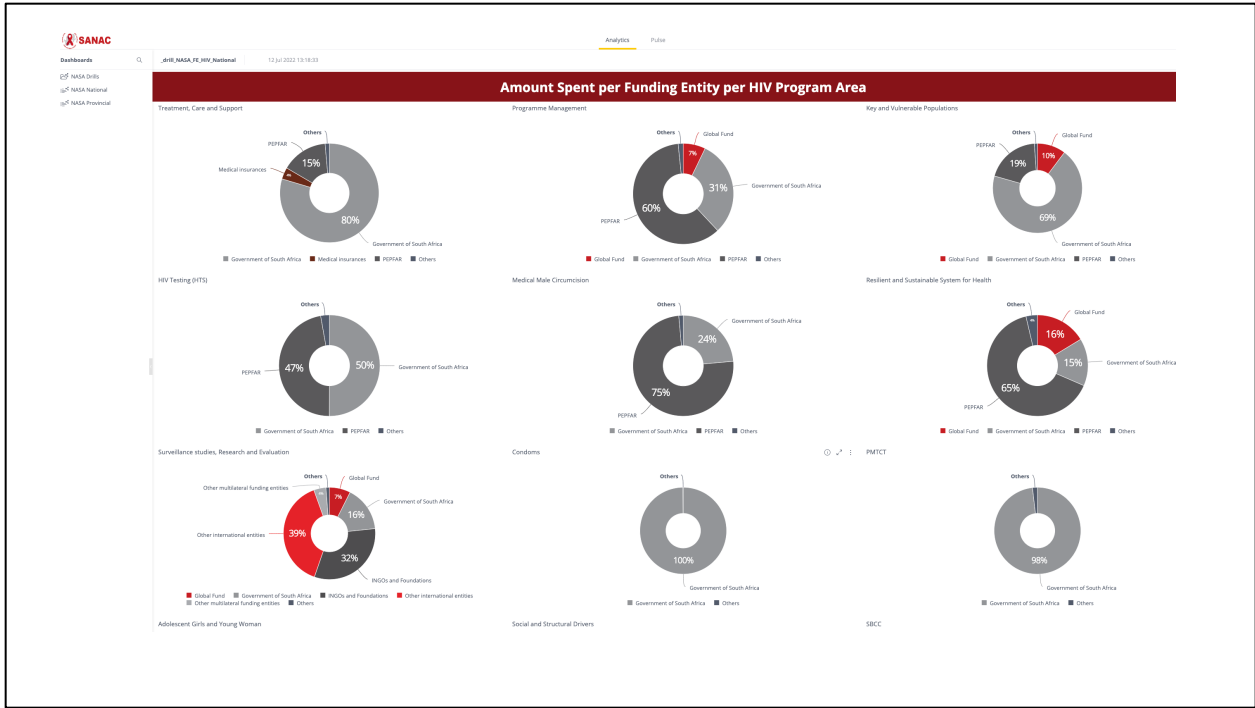 SANAC
Analytics Pulse
Dashboards
_drill_NASA_FE_HIV_National 12 Jul 2022 13:18:33
NASA Drills
NASA National
NASA Provincial
Amount Spent per Funding Entity per HIV Program Area
Treatment, Care and Support
Others
PEPFAR
15%
Medical insurances
80%
Government of South Africa
Government of South Africa Medical insurances PEPFAR Others
Programme Management
Others
Global Fund
7%
31%
Government of South Africa
60%
PEPFAR
Global Fund Government of South Africa PEPFAR Others
Key and Vulnerable Populations
Others
Global Fund
PEPFAR
10%
19%
69%
Government of South Africa
Global Fund Government of South Africa PEPFAR Others
HIV Testing (HTS)
Others
47%
50%
Government of South Africa
PEPFAR
Government of South Africa PEPFAR Others
Medical Male Circumcision
Others
Government of South Africa
24%
75%
PEPFAR
Government of South Africa PEPFAR Others
Resilient and Sustainable System for Health
Others
Global Fund
4%
16%
15%
Government of South Africa
65%
PEPFAR
Global Fund Government of South Africa PEPFAR Others
Surveillance studies, Research and Evaluation
Others
Global Fund
Other multilateral funding entities
7%
Government of South Africa
16%
Other international entities
39%
32%
INGOs and Foundations
Global Fund Government of South Africa INGOs and Foundations Other international entities
Other multilateral funding entities Others
Condoms
Others
100%
Government of South Africa
Government of South Africa Others
PMTCT
Others
98%
Government of South Africa
Government of South Africa Others
Adolescent Girls and Young Woman
Social and Structural Drivers
SBCC